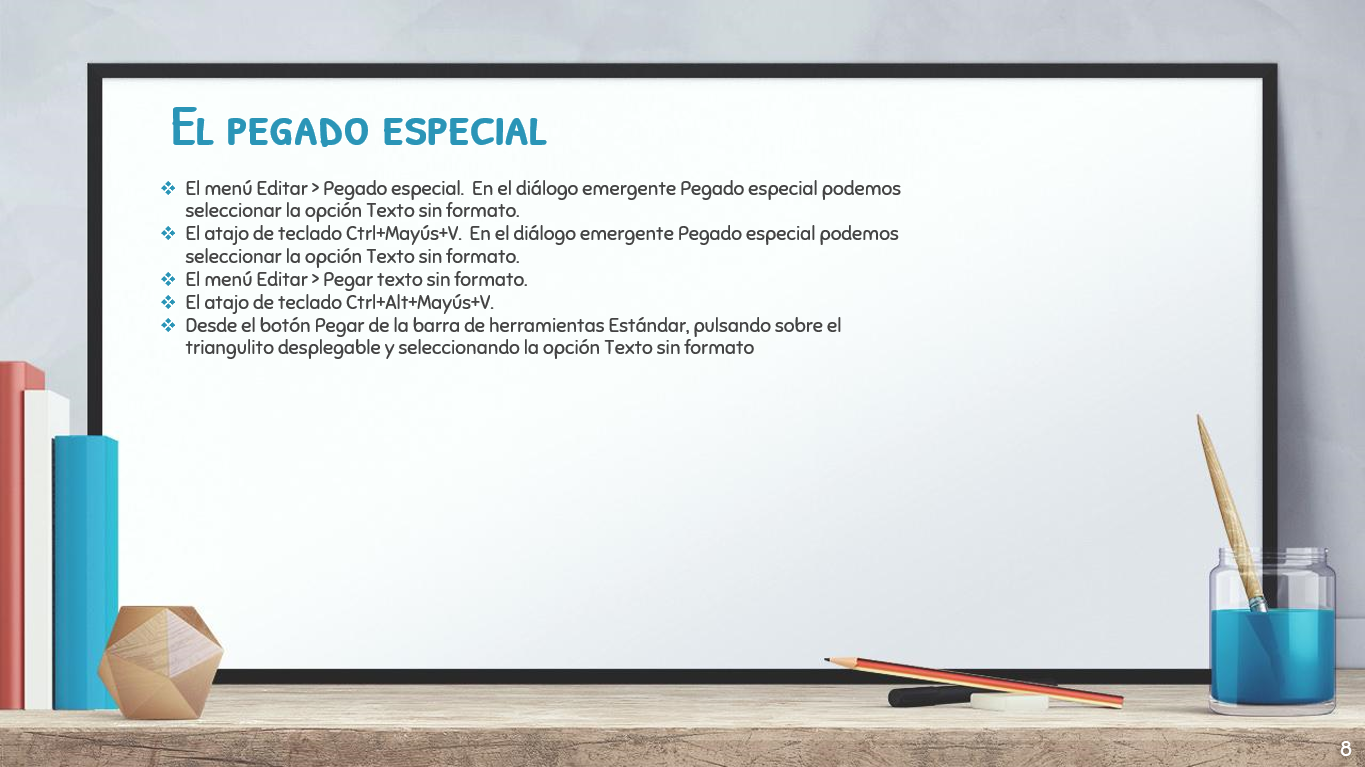 El pegado especial
❖ El menú Editar > Pegado especial. En el diálogo emergente Pegado especial podemos
seleccionar la opción Texto sin formato.
❖ El atajo de teclado Ctrl+Mayús+V. En el diálogo emergente Pegado especial podemos
seleccionar la opción Texto sin formato.
❖ El menú Editar > Pegar texto sin formato.
❖ El atajo de teclado Ctrl+Alt+Mayús+V.
❖ Desde el botón Pegar de la barra de herramientas Estándar, pulsando sobre el
triangulito desplegable y seleccionando la opción Texto sin formato
8